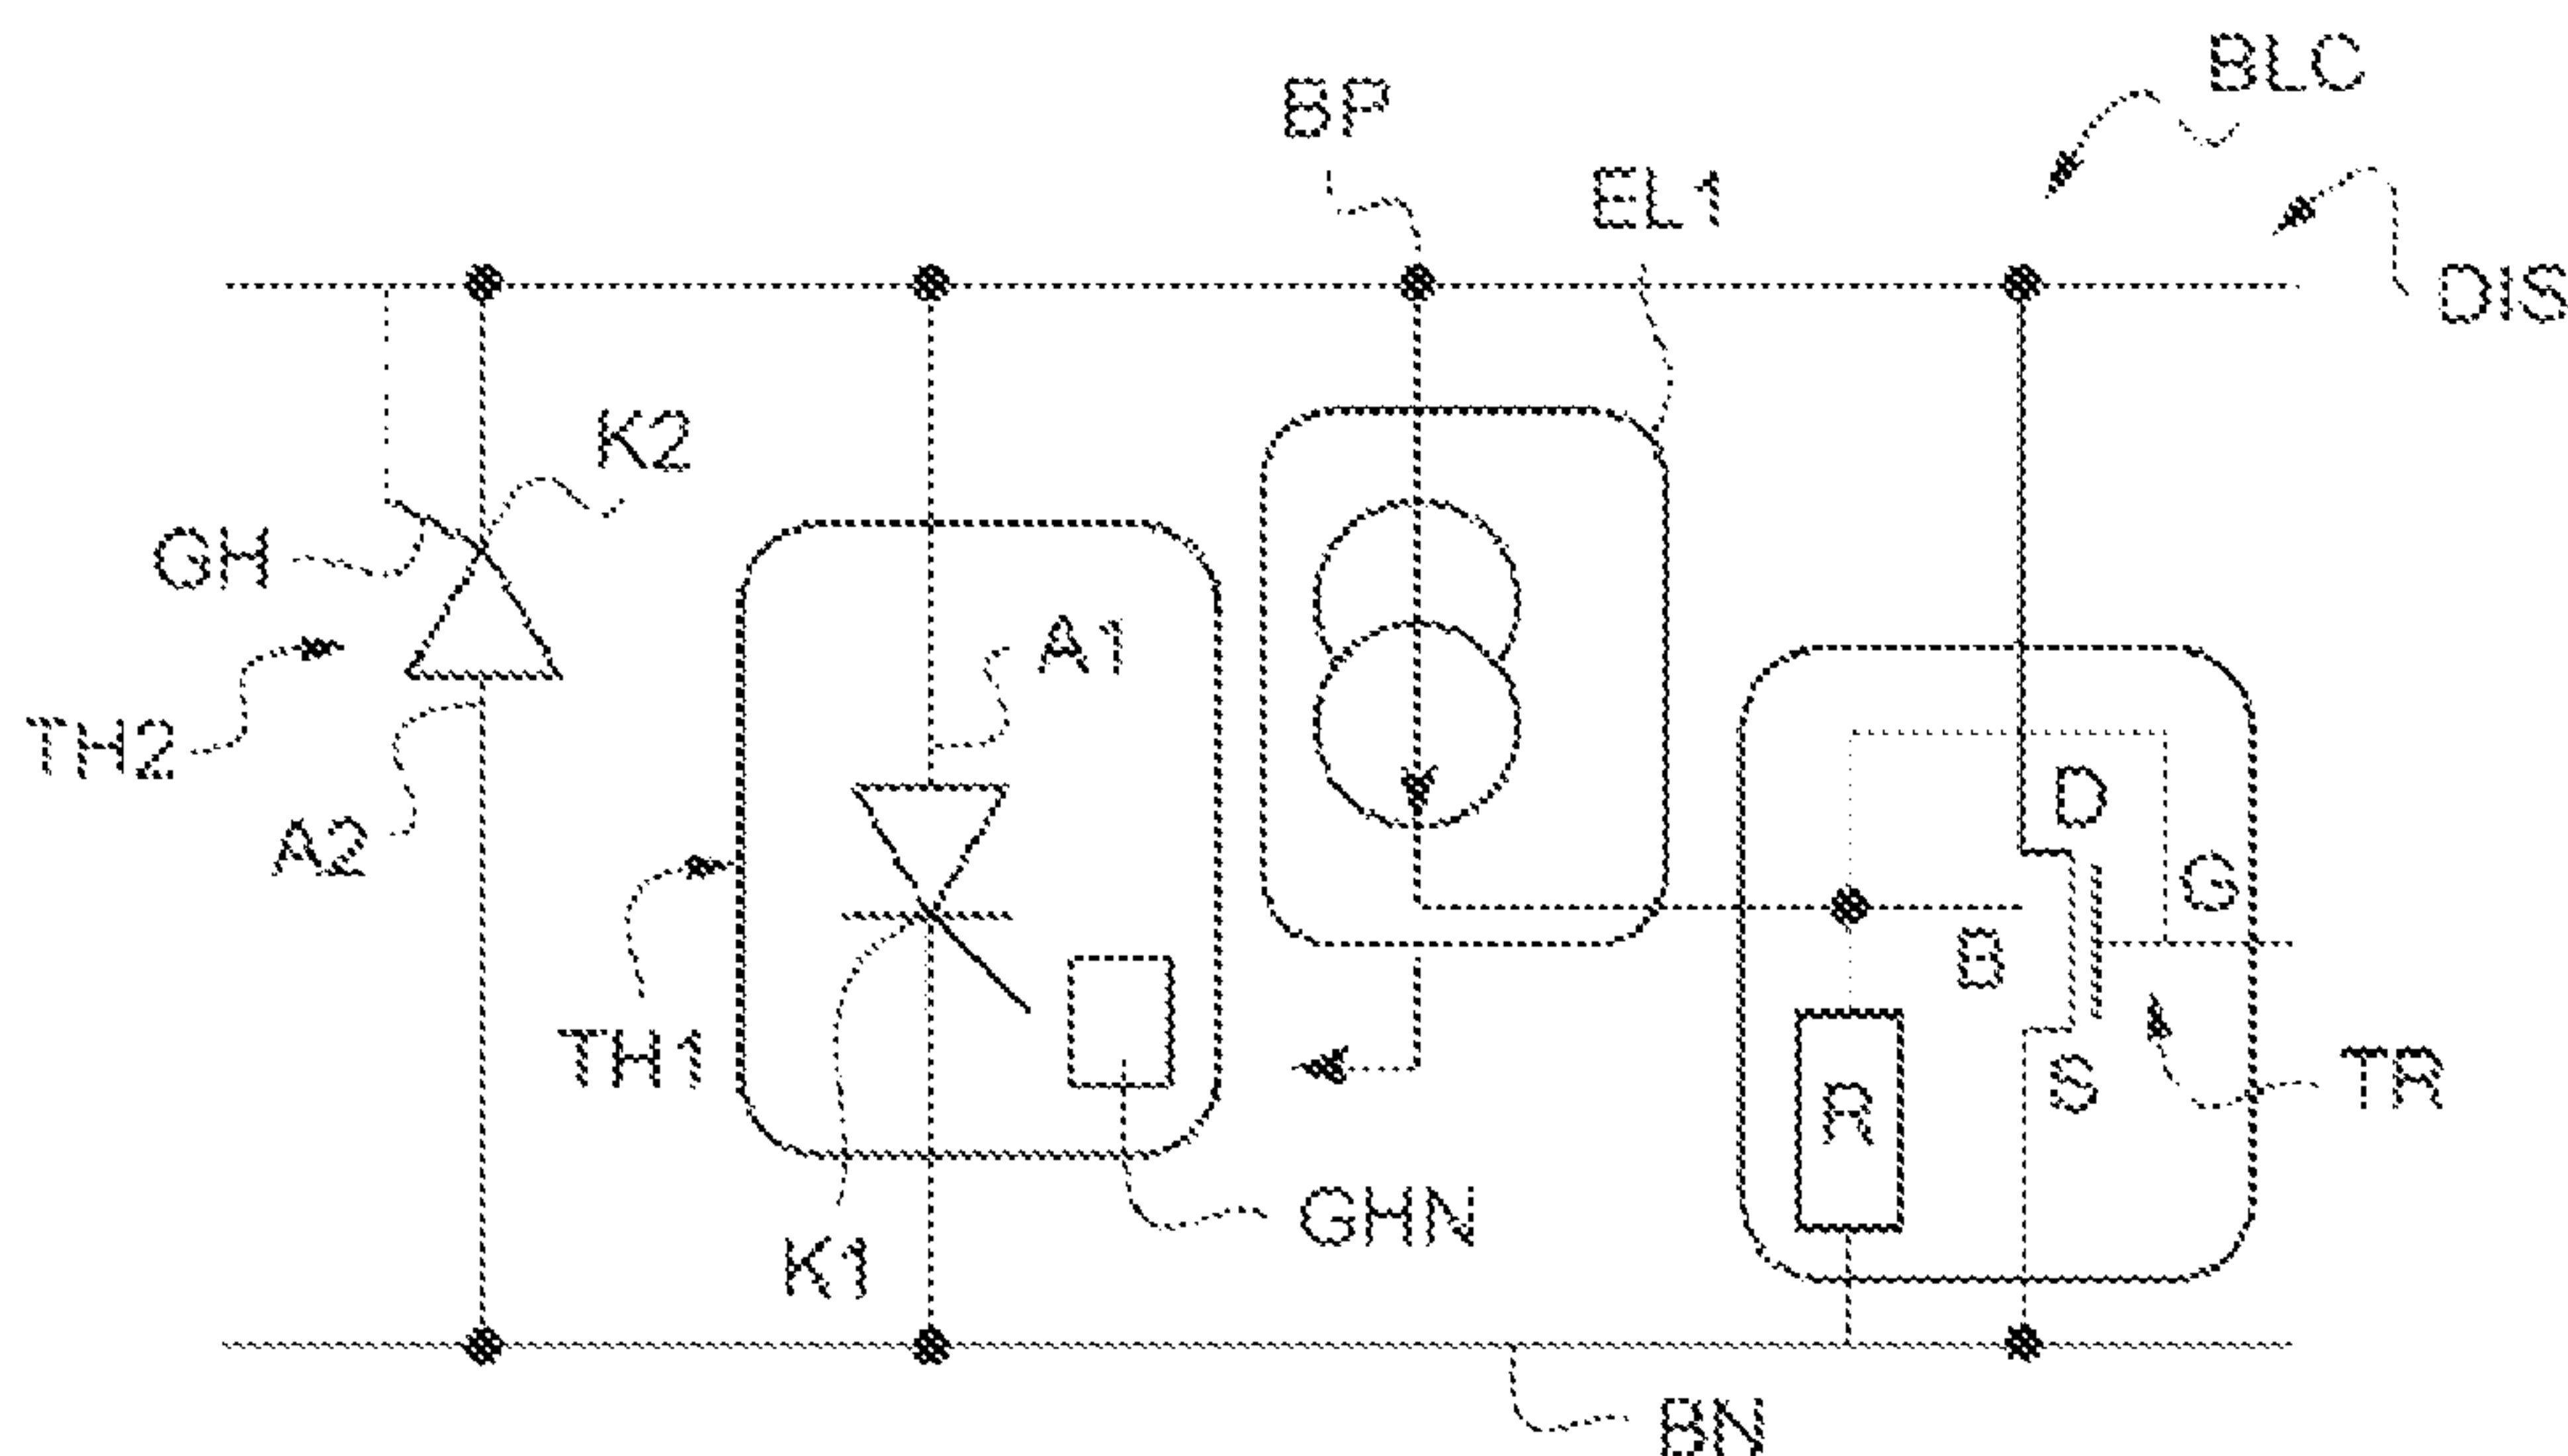 BLC
BP
EL1
DIS
K2
GH
A1
TH2
D
A2
G
B
TH1
S
TR
R
GHN
K1
BN